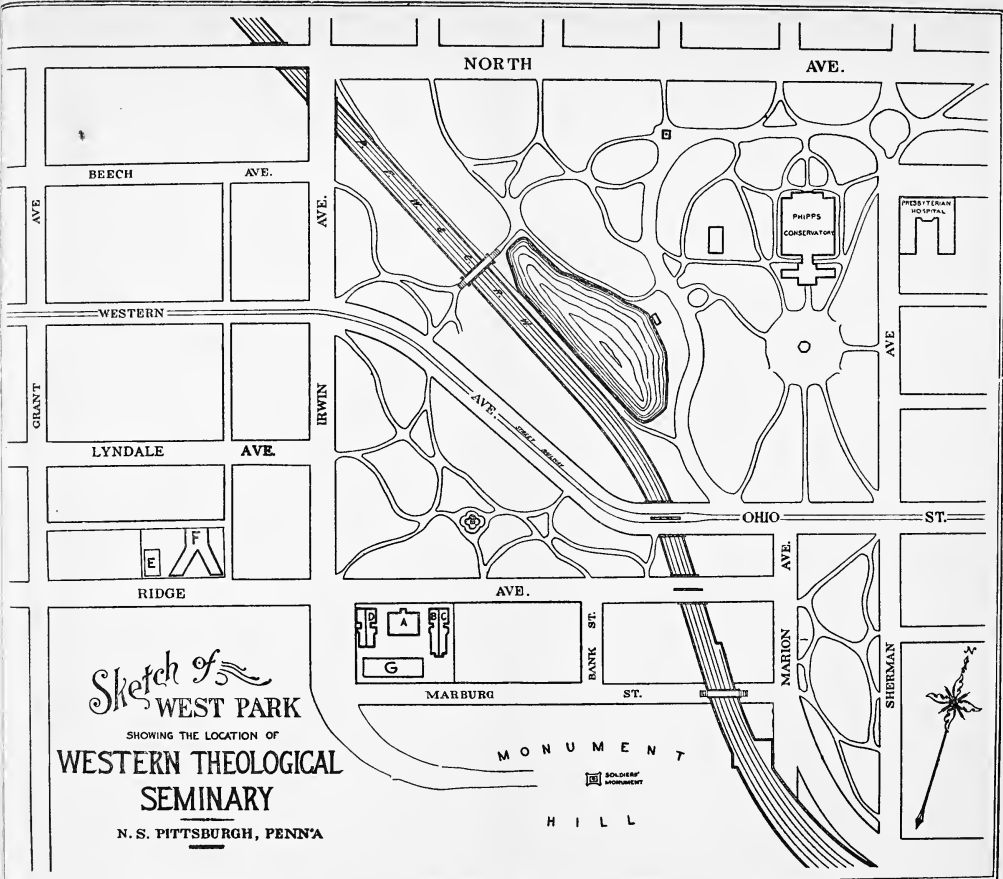 NORTH AVE.
BEECH AVE.
AVE
AVE.
PRESBYTERIAN
HOSPITAL
PHIPPS
CONSERVATORY
WESTERN
AVE.
STREET RAILWAY
AVE
GRANT
IRWIN
LYNDALE AVE.
OHIO ST.
E
F
RIDGE AVE.
AVE.
D
A
B
C
G
BANK ST.
MARION
SHERMAN
N
MARBURG ST.
Sketch of
WEST PARK
SHOWING THE LOCATION OF
WESTERN THEOLOGICAL
SEMINARY
N. S. PITTSBURGH, PENN'A
MONUMENT
SOLDIERS'
MONUMENT
HILL